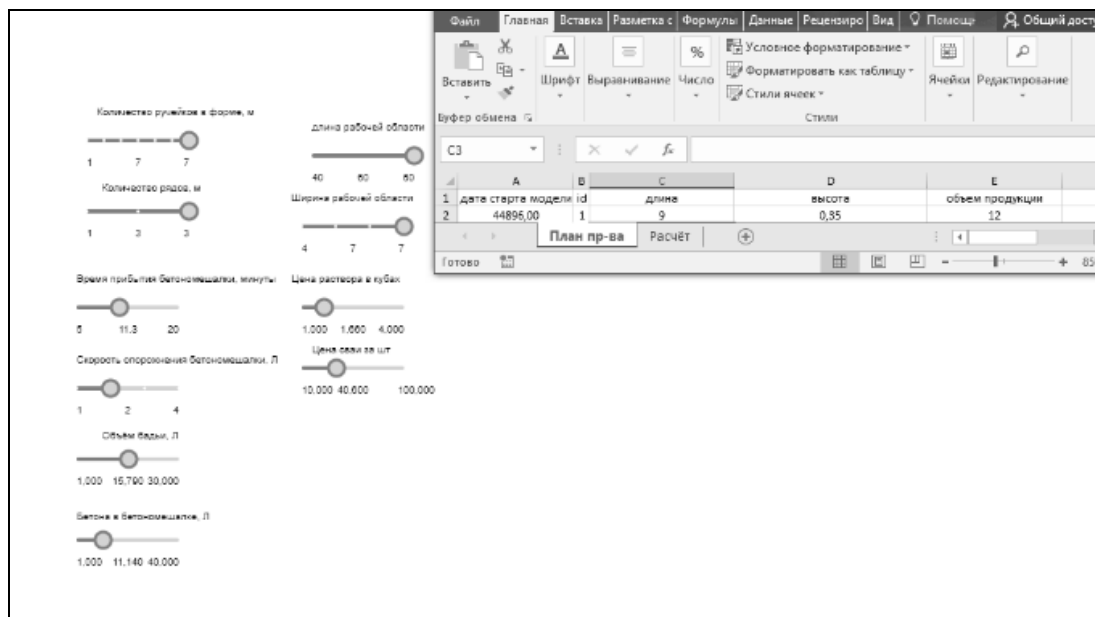 Количество ручейков в форме, м
1 7 7
Количество рядов, м
1 3 3
Время прибытия бетономешалки, минуты
5 11.3 20
Скорость опорожнения бетономешалки, Л
1 2 4
Объём бадьи, Л
1,000 15,790 30,000
Бетона в бетономешалке, Л
1,000 11,140 40,000
длина рабочей области
40 60 60
Ширина рабочей области
4 7 7
Цена раствора в кубах
1,000 1,660 4,000
Цена сваи за шт
10,000 40,600 100,000
Файл Главная Вставка Разметка с Формулы Данные Рецензиро Вид Помощь Общий досту
Вставить Шрифт Выравнивание Число Условное форматирование Ячейки Редактирование
Форматировать как таблицу
Стили ячеек
Буфер обмена Стили
C3 fx
A B C D E
1 дата старта модели id длина высота объем продукции
2 44896,00 1 9 0,35 12
План пр-ва Расчёт
Готово 85